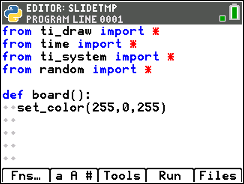 EDITOR: SLIDETMP
PROGRAM LINE 0001
from ti_draw import *
from time import *
from ti_system import *
from random import *
def board():
set_color(255,0,255)
Fns… a A # Tools Run Files